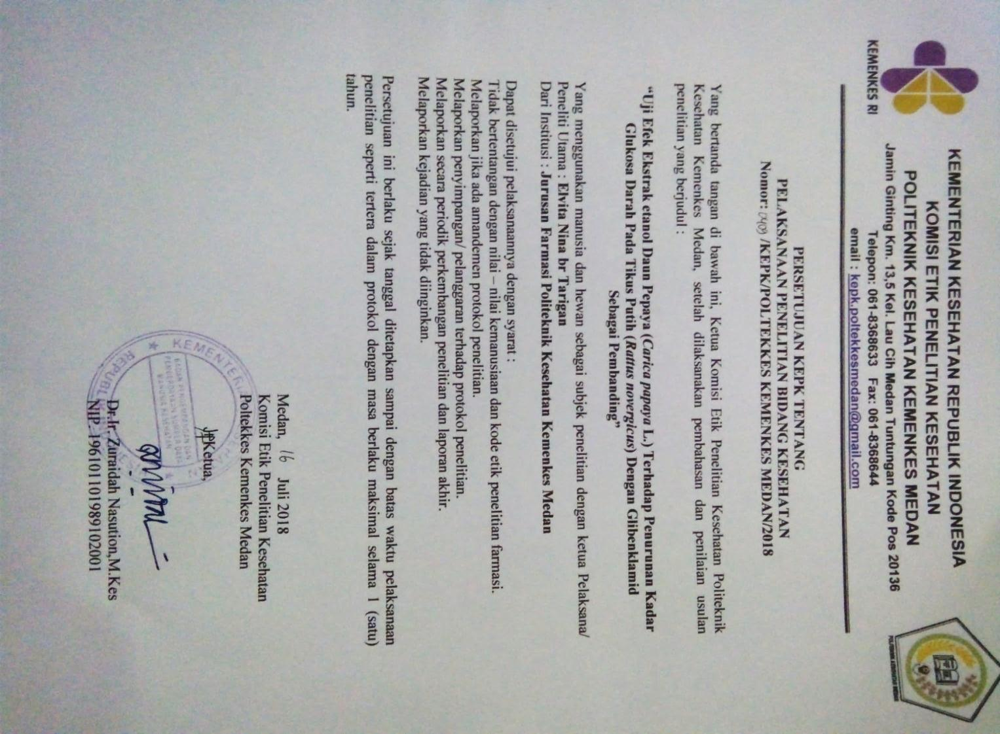 KEMENTERIAN KESEHATAN REPUBLIK INDONESIA
KOMISI ETIK PENELITIAN KESEHATAN
POLITEKNIK KESEHATAN KEMENKES MEDAN
Jamin Ginting Km. 13,5 Kel. Lau Cih Medan Tuntungan Kode Pos 20136
Telepon: 061-8368633 Fax: 061-8368644
email : kepk.poltekkesmedan@gmail.com
KEMENKES RI
PERSETUJUAN KEPK TENTANG
PELAKSANAAN PENELITIAN BIDANG KESEHATAN
Nomor: /KEPK/POLTEKKES KEMENKES MEDAN/2018
Yang bertanda tangan di bawah ini, Ketua Komisi Etik Penelitian Kesehatan Politeknik
Kesehatan Kemenkes Medan, setelah dilaksanakan pembahasan dan penilaian usulan
penelitian yang berjudul :
“Uji Efek Ekstrak etanol Daun Pepaya (Carica papaya L.) Terhadap Penurunan Kadar
Glukosa Darah Pada Tikus Putih (Rattus novergicus) Dengan Glibenklamid
Sebagai Pembanding”
Yang menggunakan manusia dan hewan sebagai subjek penelitian dengan ketua Pelaksana/
Peneliti Utama : Elvita Nina br Tarigan
Dari Institusi : Jurusan Farmasi Politeknik Kesehatan Kemenkes Medan
Dapat disetujui pelaksanaannya dengan syarat :
Tidak bertentangan dengan nilai – nilai kemanusiaan dan kode etik penelitian farmasi.
Melaporkan jika ada amandemen protokol penelitian.
Melaporkan penyimpangan/ pelanggaran terhadap protokol penelitian.
Melaporkan secara periodik perkembangan penelitian dan laporan akhir.
Melaporkan kejadian yang tidak diinginkan.
Persetujuan ini berlaku sejak tanggal ditetapkan sampai dengan batas waktu pelaksanaan
penelitian seperti tertera dalam protokol dengan masa berlaku maksimal selama 1 (satu)
tahun.
Medan, 16 Juli 2018
Komisi Etik Penelitian Kesehatan
Poltekkes Kemenkes Medan
Ketua,
BADAN PENGEMBANGAN DAN
PEMBERDAYAAN SUMBER DAYA
MANUSIA KESEHATAN
Dr.Ir. Zuraidah Nasution,M.Kes
NIP. 196101101989102001